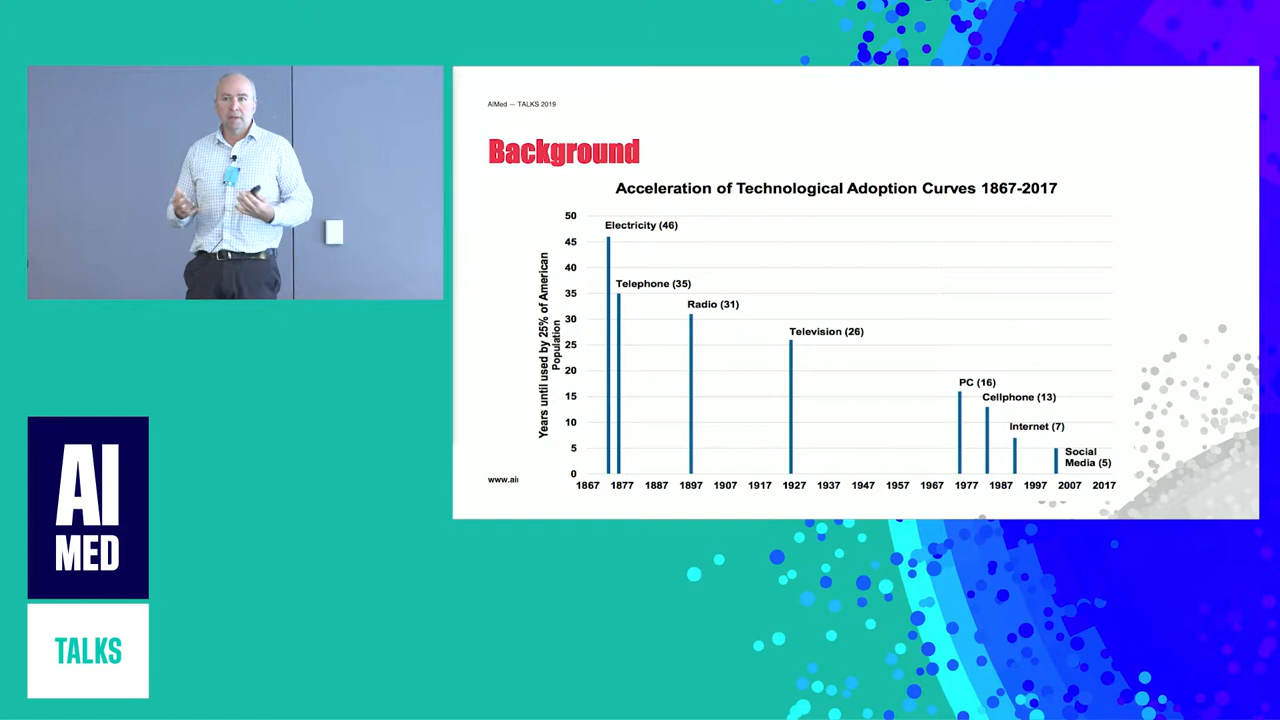 AIMed — TALKS 2019
Background
Acceleration of Technological Adoption Curves 1867-2017
Years until used by 25% of American
Population
50
45
40
35
30
25
20
15
10
5
0
Electricity (46)
Telephone (35)
Radio (31)
Television (26)
PC (16)
Cellphone (13)
Internet (7)
Social
Media (5)
1867 1877 1887 1897 1907 1917 1927 1937 1947 1957 1967 1977 1987 1997 2007 2017
www.ai
AI
MED
TALKS